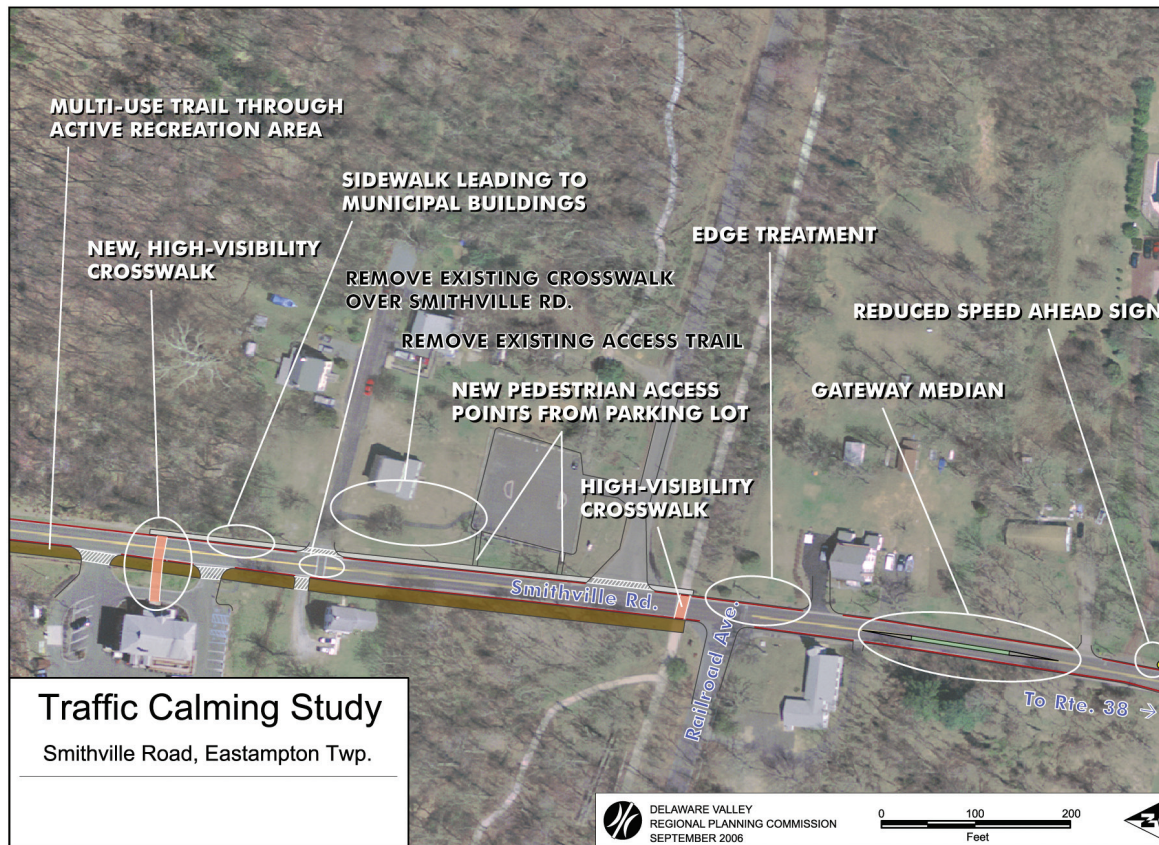 MULTI-USE TRAIL THROUGH
ACTIVE RECREATION AREA
SIDEWALK LEADING TO
MUNICIPAL BUILDINGS
NEW, HIGH-VISIBILITY
CROSSWALK
EDGE TREATMENT
REMOVE EXISTING CROSSWALK
OVER SMITHVILLE RD.
REDUCED SPEED AHEAD SIGN
REMOVE EXISTING ACCESS TRAIL
NEW PEDESTRIAN ACCESS
POINTS FROM PARKING LOT
GATEWAY MEDIAN
HIGH-VISIBILITY
CROSSWALK
Smithville Rd.
Railroad Ave.
To Rte. 38 →
Traffic Calming Study
Smithville Road, Eastampton Twp.
DELAWARE VALLEY
REGIONAL PLANNING COMMISSION
SEPTEMBER 2006
0 100 200
Feet